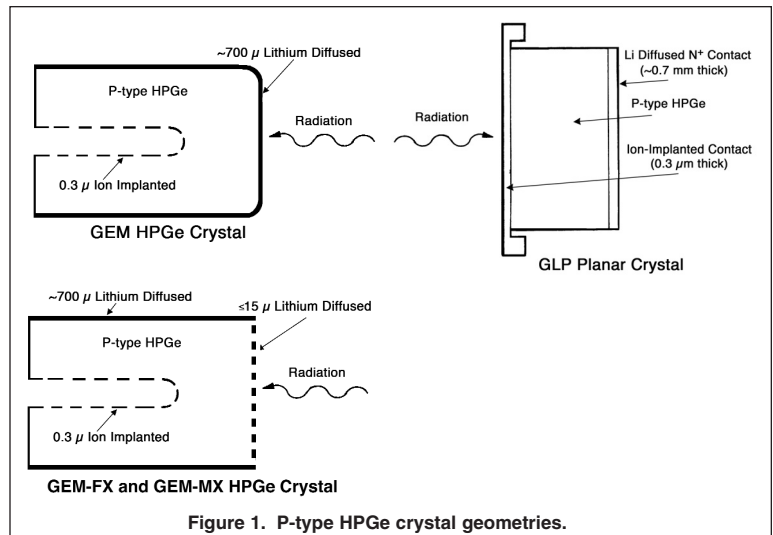 ~700 μ Lithium Diffused
P-type HPGe
Radiation
0.3 μ Ion Implanted
GEM HPGe Crystal
Radiation
Li Diffused N⁺ Contact
(~0.7 mm thick)
P-type HPGe
Ion-Implanted Contact
(0.3 μm thick)
GLP Planar Crystal
~700 μ Lithium Diffused
≤15 μ Lithium Diffused
P-type HPGe
Radiation
0.3 μ Ion Implanted
GEM-FX and GEM-MX HPGe Crystal
Figure 1. P-type HPGe crystal geometries.